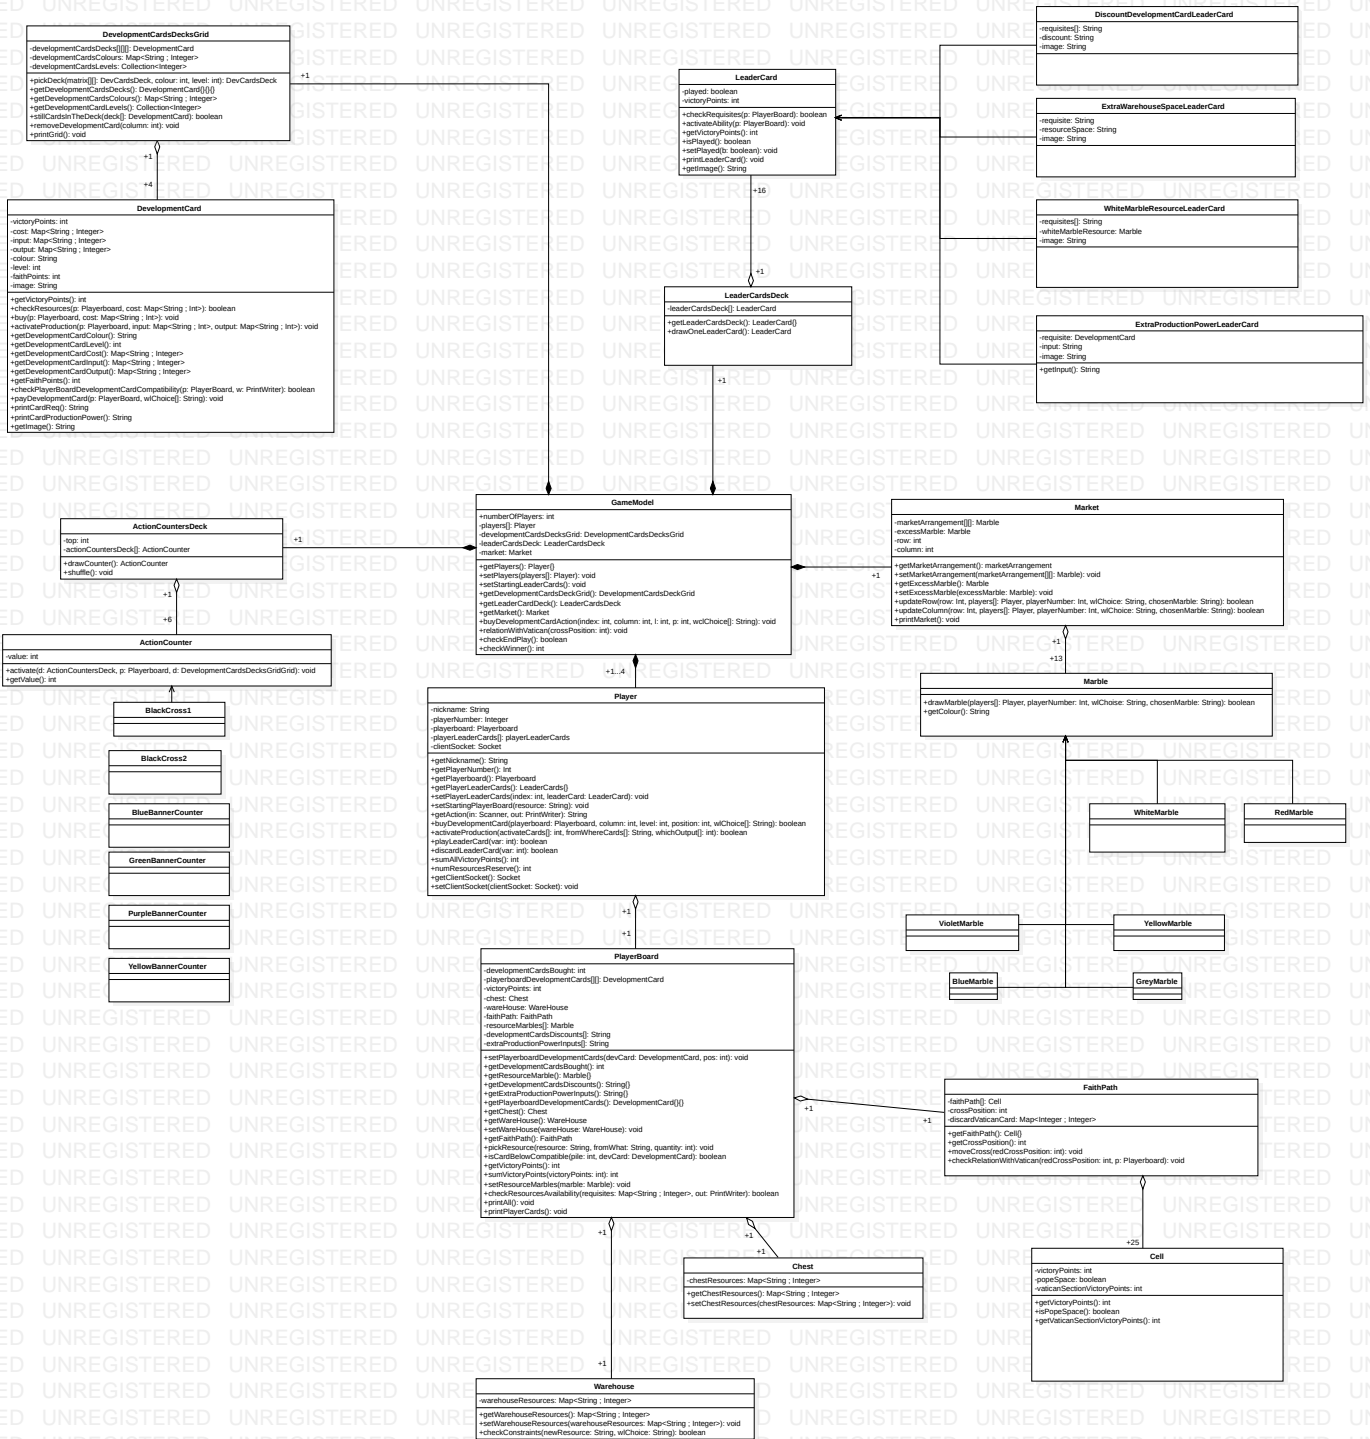 DevelopmentCardsDecksGrid
-developmentCardsDecks[][][]: DevelopmentCard
-developmentCardsColours: Map<String ; Integer>
-developmentCardsLevels: Collection<Integer>
+pickDeck(matrix[][]: DevCardsDeck, colour: int, level: int): DevCardsDeck
+getDevelopmentCardsDecks(): DevelopmentCard{}{}{}
+getDevelopmentCardsColours(): Map<String ; Integer>
+getDevelopmentCardLevels(): Collection<Integer>
+stillCardsInTheDeck(deck[]: DevelopmentCard): boolean
+removeDevelopmentCard(column: int): void
+printGrid(): void
+1
+1
+4
DevelopmentCard
-victoryPoints: int
-cost: Map<String ; Integer>
-input: Map<String ; Integer>
-output: Map<String ; Integer>
-colour: String
-level: int
-faithPoints: int
-image: String
+getVictoryPoints(): int
+checkResources(p: Playerboard, cost: Map<String ; Int>): boolean
+buy(p: Playerboard, cost: Map<String ; Int>): void
+activateProduction(p: Playerboard, input: Map<String ; Int>, output: Map<String ; Int>): void
+getDevelopmentCardColour(): String
+getDevelopmentCardLevel(): int
+getDevelopmentCardCost(): Map<String ; Integer>
+getDevelopmentCardInput(): Map<String ; Integer>
+getDevelopmentCardOutput(): Map<String ; Integer>
+getFaithPoints(): int
+checkPlayerBoardDevelopmentCardCompatibility(p: PlayerBoard, w: PrintWriter): boolean
+payDevelopmentCard(p: PlayerBoard, wlChoice[]: String): void
+printCardReq(): String
+printCardProductionPower(): String
+getImage(): String
LeaderCard
-played: boolean
-victoryPoints: int
+checkRequisites(p: PlayerBoard): boolean
+activateAbility(p: PlayerBoard): void
+getVictoryPoints(): int
+isPlayed(): boolean
+setPlayed(b: boolean): void
+printLeaderCard(): void
+getImage(): String
+16
+1
LeaderCardsDeck
-leaderCardsDeck[]: LeaderCard
+getLeaderCardsDeck(): LeaderCard{}
+drawOneLeaderCard(): LeaderCard
+1
DiscountDevelopmentCardLeaderCard
-requisites[]: String
-discount: String
-image: String
ExtraWarehouseSpaceLeaderCard
-requisite: String
-resourceSpace: String
-image: String
WhiteMarbleResourceLeaderCard
-requisites[]: String
-whiteMarbleResource: Marble
-image: String
ExtraProductionPowerLeaderCard
-requisite: DevelopmentCard
-input: String
-image: String
+getInput(): String
ActionCountersDeck
-top: int
-actionCountersDeck[]: ActionCounter
+drawCounter(): ActionCounter
+shuffle(): void
+1
+1
+6
ActionCounter
-value: int
+activate(d: ActionCountersDeck, p: Playerboard, d: DevelopmentCardsDecksGridGrid): void
+getValue(): int
BlackCross1
BlackCross2
BlueBannerCounter
GreenBannerCounter
PurpleBannerCounter
YellowBannerCounter
GameModel
+numberOfPlayers: int
-players[]: Player
-developmentCardsDecksGrid: DevelopmentCardsDecksGrid
-leaderCardsDeck: LeaderCardsDeck
-market: Market
+getPlayers(): Player{}
+setPlayers(players[]: Player): void
+setStartingLeaderCards(): void
+getDevelopmentCardsDeckGrid(): DevelopmentCardsDecksGrid
+getLeaderCardDeck(): LeaderCardsDeck
+getMarket(): Market
+buyDevelopmentCardAction(index: int, column: int, l: int, p: int, wclChoice[]: String): void
+relationWithVatican(crossPosition: int): void
+checkEndPlay(): boolean
+checkWinner(): int
+1
+1...4
Market
-marketArrangement[][]: Marble
-excessMarble: Marble
-row: int
-column: int
+getMarketArrangement(): marketArrangement
+setMarketArrangement(marketArrangement[][]: Marble): void
+getExcessMarble(): Marble
+setExcessMarble(excessMarble: Marble): void
+updateRow(row: Int, players[]: Player, playerNumber: Int, wlChoice: String, chosenMarble: String): boolean
+updateColumn(row: Int, players[]: Player, playerNumber: Int, wlChoice: String, chosenMarble: String): boolean
+printMarket(): void
+1
+13
Marble
+drawMarble(players[]: Player, playerNumber: Int, wlChoise: String, chosenMarble: String): boolean
+getColour(): String
WhiteMarble
RedMarble
VioletMarble
YellowMarble
BlueMarble
GreyMarble
Player
-nickname: String
-playerNumber: Integer
-playerboard: Playerboard
-playerLeaderCards[]: playerLeaderCards
-clientSocket: Socket
+getNickname(): String
+getPlayerNumber(): Int
+getPlayerboard(): Playerboard
+getPlayerLeaderCards(): LeaderCards{}
+setPlayerLeaderCards(index: int, leaderCard: LeaderCard): void
+setStartingPlayerBoard(resource: String): void
+getAction(in: Scanner, out: PrintWriter): String
+buyDevelopmentCard(playerboard: Playerboard, column: int, level: int, position: int, wlChoice[]: String): boolean
+activateProduction(activateCards[]: int, fromWhereCards[]: String, whichOutput[]: int): boolean
+playLeaderCard(var: int): boolean
+discardLeaderCard(var: int): boolean
+sumAllVictoryPoints(): int
+numResourcesReserve(): int
+getClientSocket(): Socket
+setClientSocket(clientSocket: Socket): void
+1
+1
PlayerBoard
-developmentCardsBought: int
-playerboardDevelopmentCards[][]: DevelopmentCard
-victoryPoints: int
-chest: Chest
-wareHouse: WareHouse
-faithPath: FaithPath
-resourceMarbles[]: Marble
-developmentCardsDiscounts[]: String
-extraProductionPowerInputs[]: String
+setPlayerboardDevelopmentCards(devCard: DevelopmentCard, pos: int): void
+getDevelopmentCardsBought(): int
+getResourceMarble(): Marble{}
+getDevelopmentCardsDiscounts(): String{}
+getExtraProductionPowerInputs(): String{}
+getPlayerboardDevelopmentCards(): DevelopmentCard{}{}
+getChest(): Chest
+getWareHouse(): WareHouse
+setWareHouse(wareHouse: WareHouse): void
+getFaithPath(): FaithPath
+pickResource(resource: String, fromWhat: String, quantity: int): void
+isCardBelowCompatible(pile: int, devCard: DevelopmentCard): boolean
+getVictoryPoints(): int
+sumVictoryPoints(victoryPoints: int): int
+setResourceMarbles(marble: Marble): void
+checkResourcesAvailability(requisites: Map<String ; Integer>, out: PrintWriter): boolean
+printAll(): void
+printPlayerCards(): void
+1
+1
FaithPath
-faithPath[]: Cell
-crossPosition: int
-discardVaticanCard: Map<Integer ; Integer>
+getFaithPath(): Cell{}
+getCrossPosition(): int
+moveCross(redCrossPosition: int): void
+checkRelationWithVatican(redCrossPosition: int, p: Playerboard): void
+25
Cell
-victoryPoints: int
-popeSpace: boolean
-vaticanSectionVictoryPoints: int
+getVictoryPoints(): int
+isPopeSpace(): boolean
+getVaticanSectionVictoryPoints(): int
+1
+1
+1
Chest
-chestResources: Map<String ; Integer>
+getChestResources(): Map<String ; Integer>
+setChestResources(chestResources: Map<String ; Integer>): void
+1
Warehouse
-warehouseResources: Map<String ; Integer>
+getWarehouseResources(): Map<String ; Integer>
+setWarehouseResources(warehouseResources: Map<String ; Integer>): void
+checkConstraints(newResource: String, wlChoice: String): boolean
UNREGISTERED